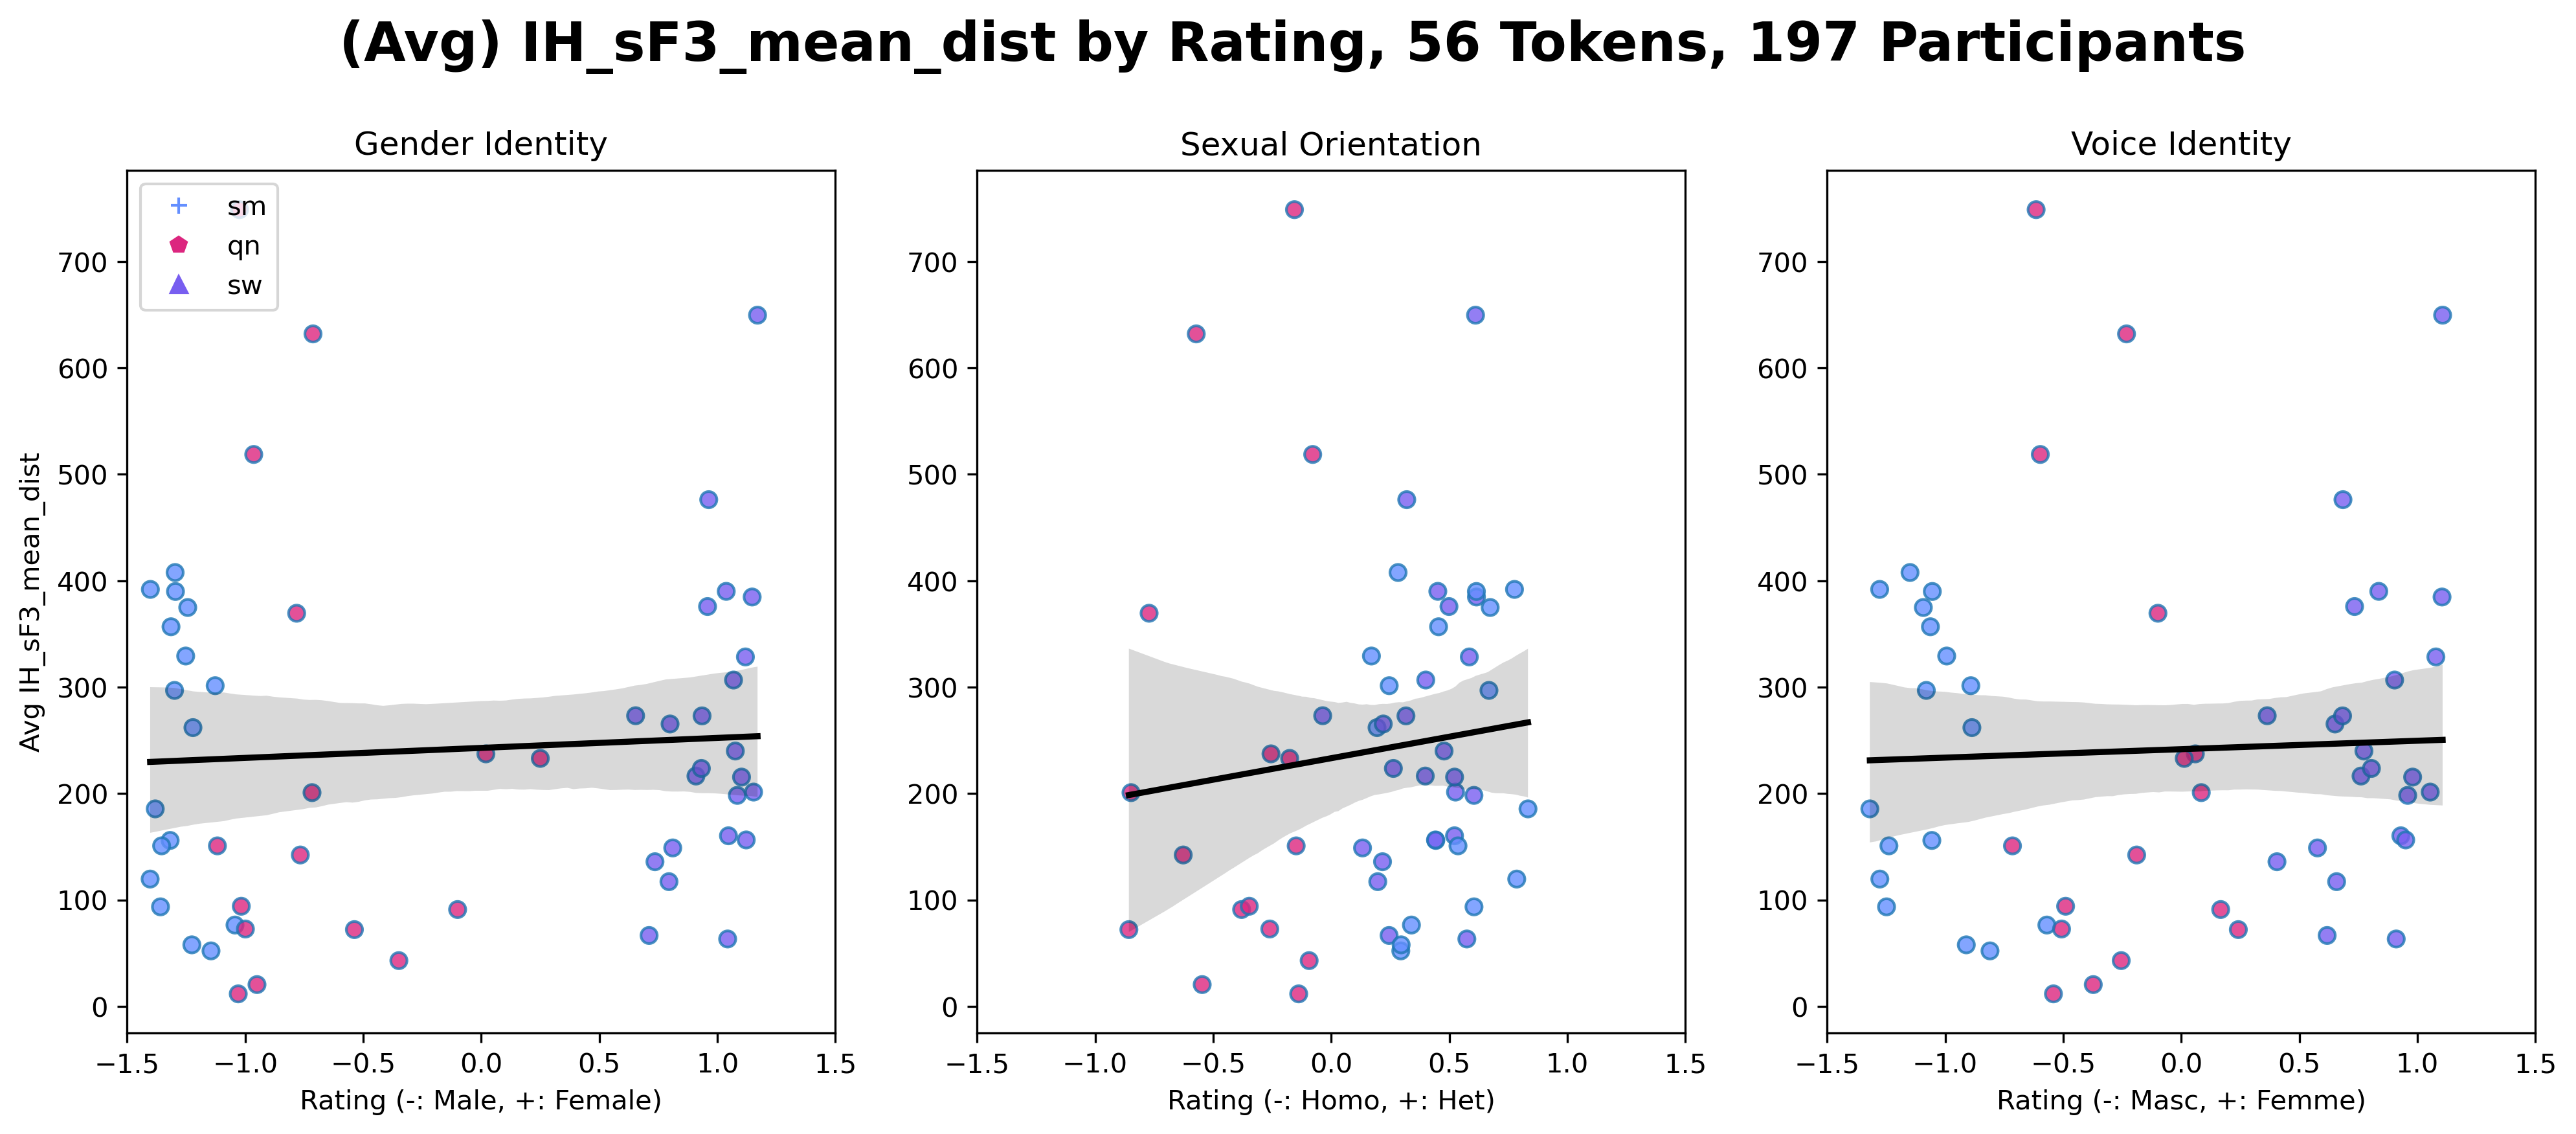 (Avg) IH_sF3_mean_dist by Rating, 56 Tokens, 197 Participants
Gender Identity
Sexual Orientation
Voice Identity
sm
qn
sw
Avg IH_sF3_mean_dist
700
600
500
400
300
200
100
0
−1.5 −1.0 −0.5 0.0 0.5 1.0 1.5
Rating (-: Male, +: Female)
700
600
500
400
300
200
100
0
−1.5 −1.0 −0.5 0.0 0.5 1.0 1.5
Rating (-: Homo, +: Het)
700
600
500
400
300
200
100
0
−1.5 −1.0 −0.5 0.0 0.5 1.0 1.5
Rating (-: Masc, +: Femme)